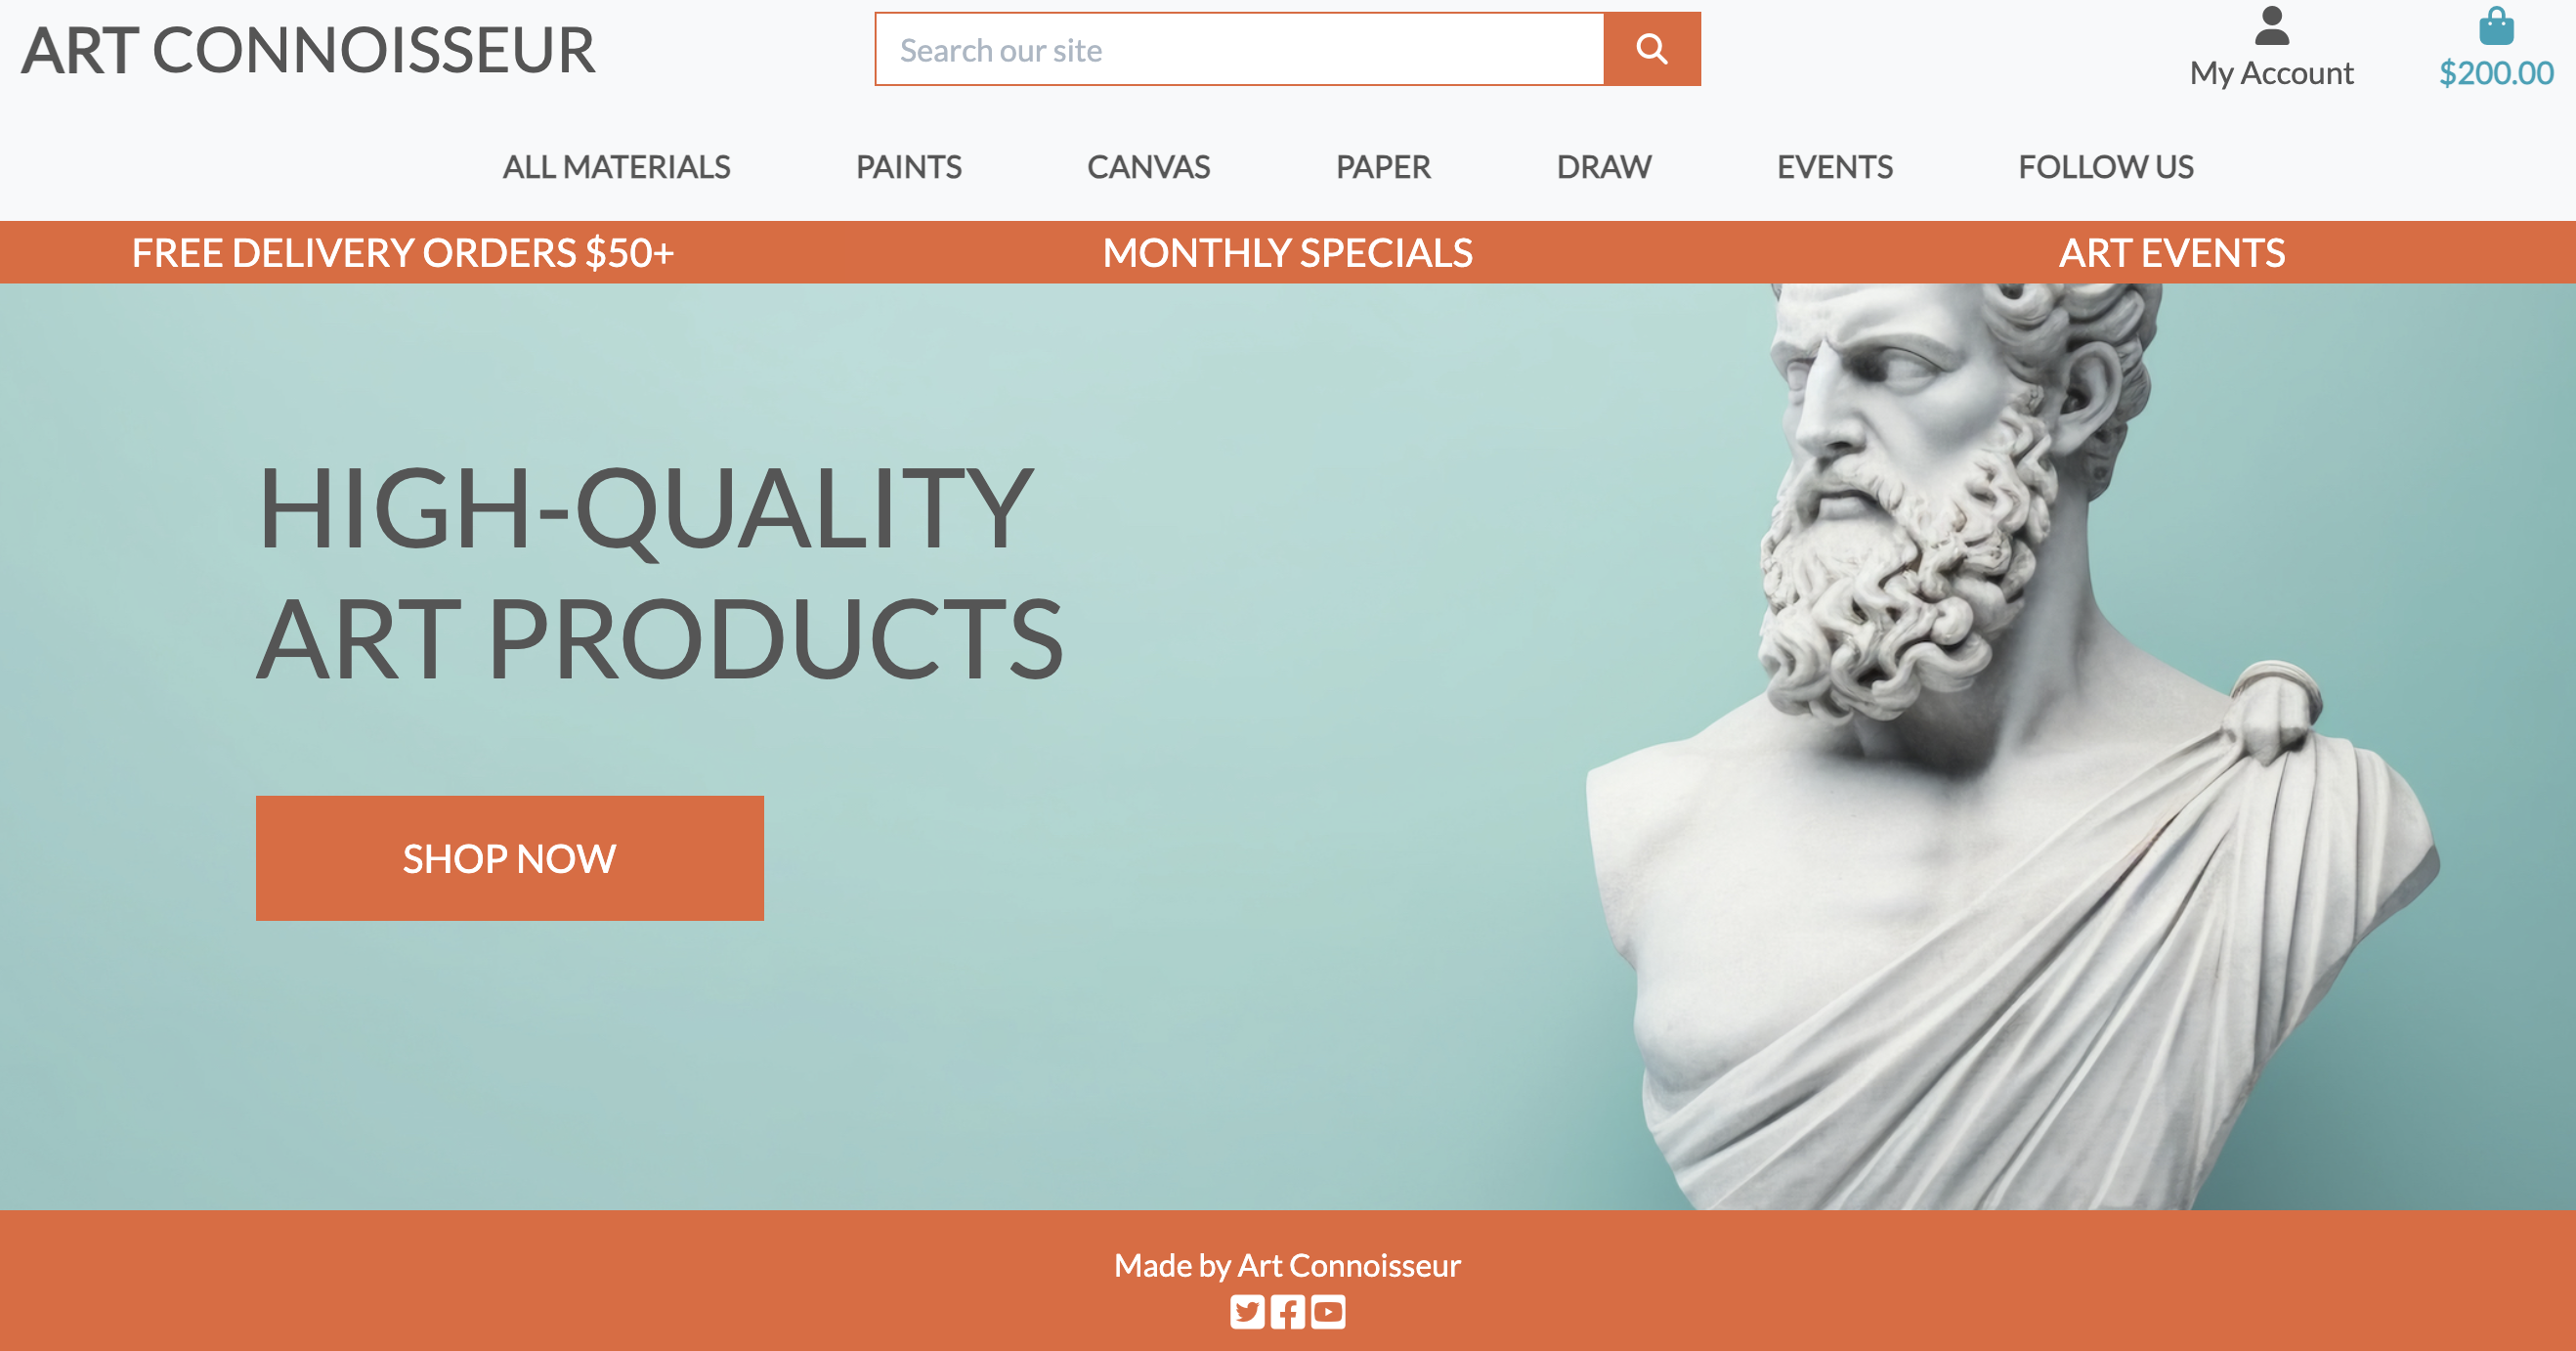 ART CONNOISSEUR
Search our site
My Account
$200.00
ALL MATERIALS PAINTS CANVAS PAPER DRAW EVENTS FOLLOW US
FREE DELIVERY ORDERS $50+ MONTHLY SPECIALS ART EVENTS
HIGH-QUALITY
ART PRODUCTS
SHOP NOW
Made by Art Connoisseur